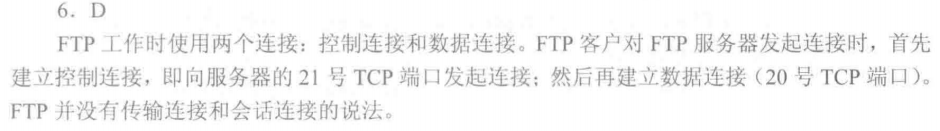 6．D
FTP 工作时使用两个连接：控制连接和数据连接。FTP 客户对 FTP 服务器发起连接时，首先
建立控制连接，即向服务器的 21 号 TCP 端口发起连接；然后再建立数据连接（20 号 TCP 端口）。
FTP 并没有传输连接和会话连接的说法。